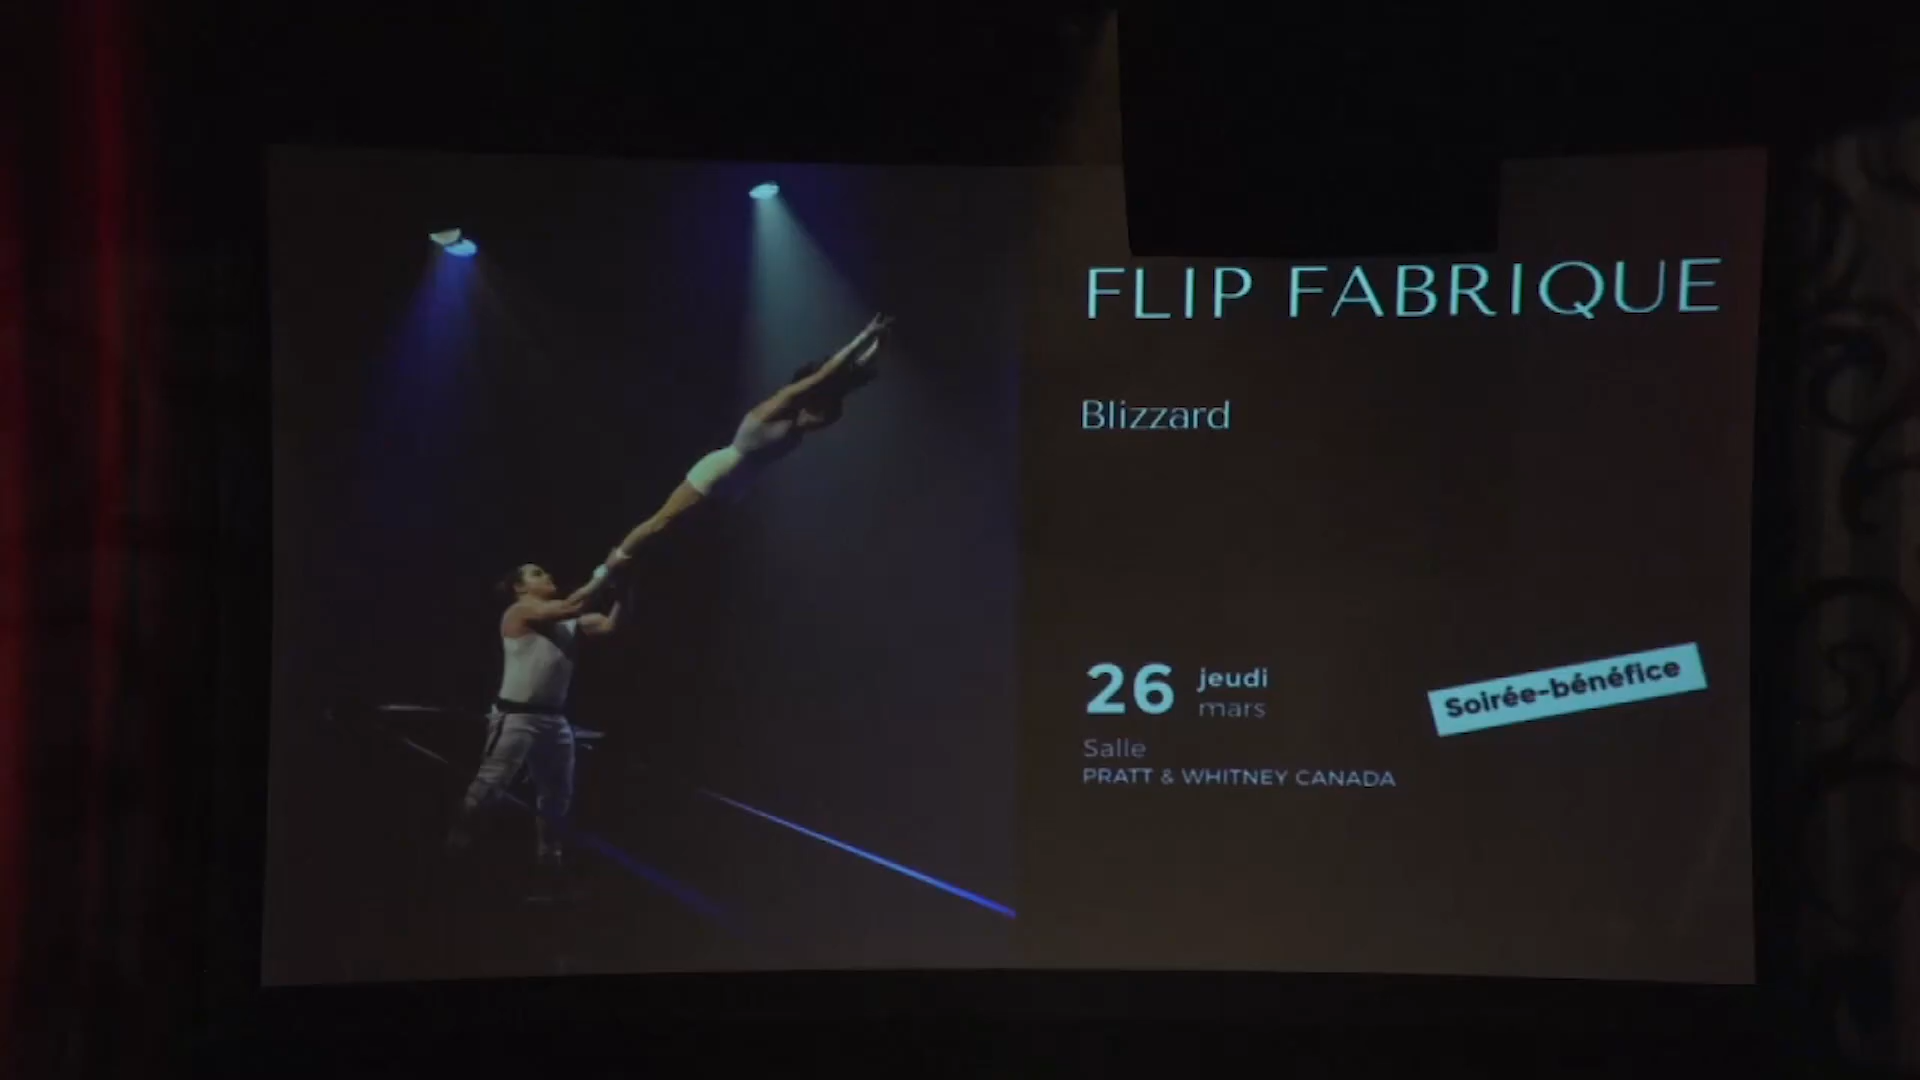 FLIP FABRIQUE
Blizzard
26 jeudi
mars
Soirée-bénéfice
Salle
PRATT & WHITNEY CANADA